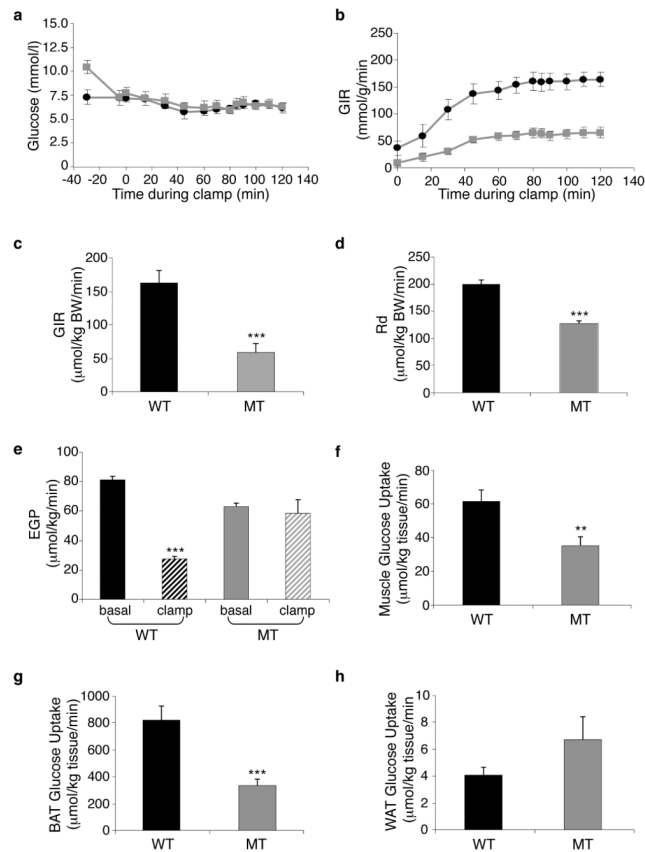 a
Glucose (mmol/l)
15.0
12.5
10.0
7.5
5.0
2.5
0
-40 -20 0 20 40 60 80 100 120 140
Time during clamp (min)
b
GIR
(mmol/g/min)
250
200
150
100
50
0
0 20 40 60 80 100 120 140
Time during clamp (min)
c
GIR
(µmol/kg BW/min)
200
150
100
50
0
***
WT MT
d
Rd
(µmol/kg BW/min)
250
200
150
100
50
0
***
WT MT
e
EGP
(µmol/kg/min)
100
80
60
40
20
0
***
basal clamp basal clamp
WT MT
f
Muscle Glucose Uptake
(µmol/kg tissue/min)
80
60
40
20
0
**
WT MT
g
BAT Glucose Uptake
(µmol/kg tissue/min)
1000
800
600
400
200
0
***
WT MT
h
WAT Glucose Uptake
(µmol/kg tissue/min
10
8
6
4
2
0
WT MT